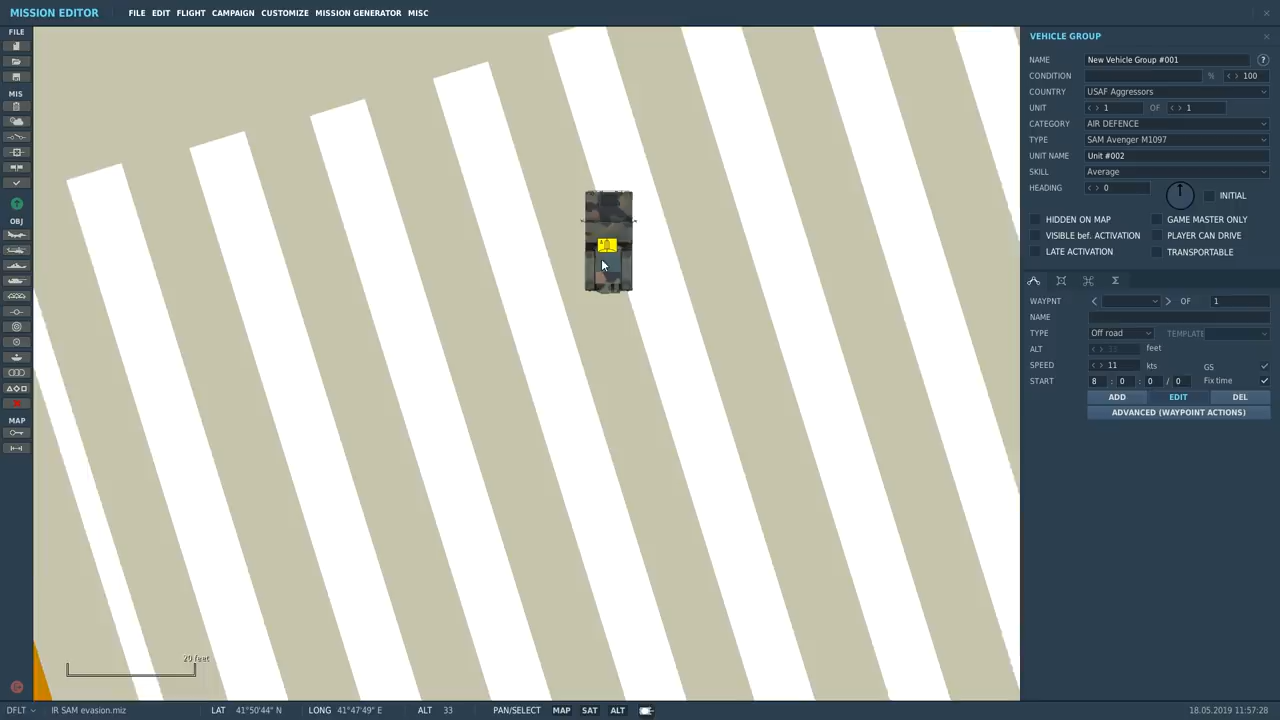 MISSION EDITOR
FILE EDIT FLIGHT CAMPAIGN CUSTOMIZE MISSION GENERATOR MISC
FILE
MIS
OBJ
MAP
20 feet
VEHICLE GROUP
NAME New Vehicle Group #001 ?
CONDITION % < > 100
COUNTRY USAF Aggressors
UNIT < > 1 OF < > 1
CATEGORY AIR DEFENCE
TYPE SAM Avenger M1097
UNIT NAME Unit #002
SKILL Average
HEADING < > 0 INITIAL
HIDDEN ON MAP GAME MASTER ONLY
VISIBLE bef. ACTIVATION PLAYER CAN DRIVE
LATE ACTIVATION TRANSPORTABLE
WAYPNT < > OF 1
NAME
TYPE Off road TEMPLATE
ALT < > 33 feet
SPEED < > 11 kts GS
START 8 : 0 : 0 / 0 Fix time
ADD EDIT DEL
ADVANCED (WAYPOINT ACTIONS)
DFLT IR SAM evasion.miz LAT 41°50'44" N LONG 41°47'49" E ALT 33 PAN/SELECT MAP SAT ALT 18.05.2019 11:57:28